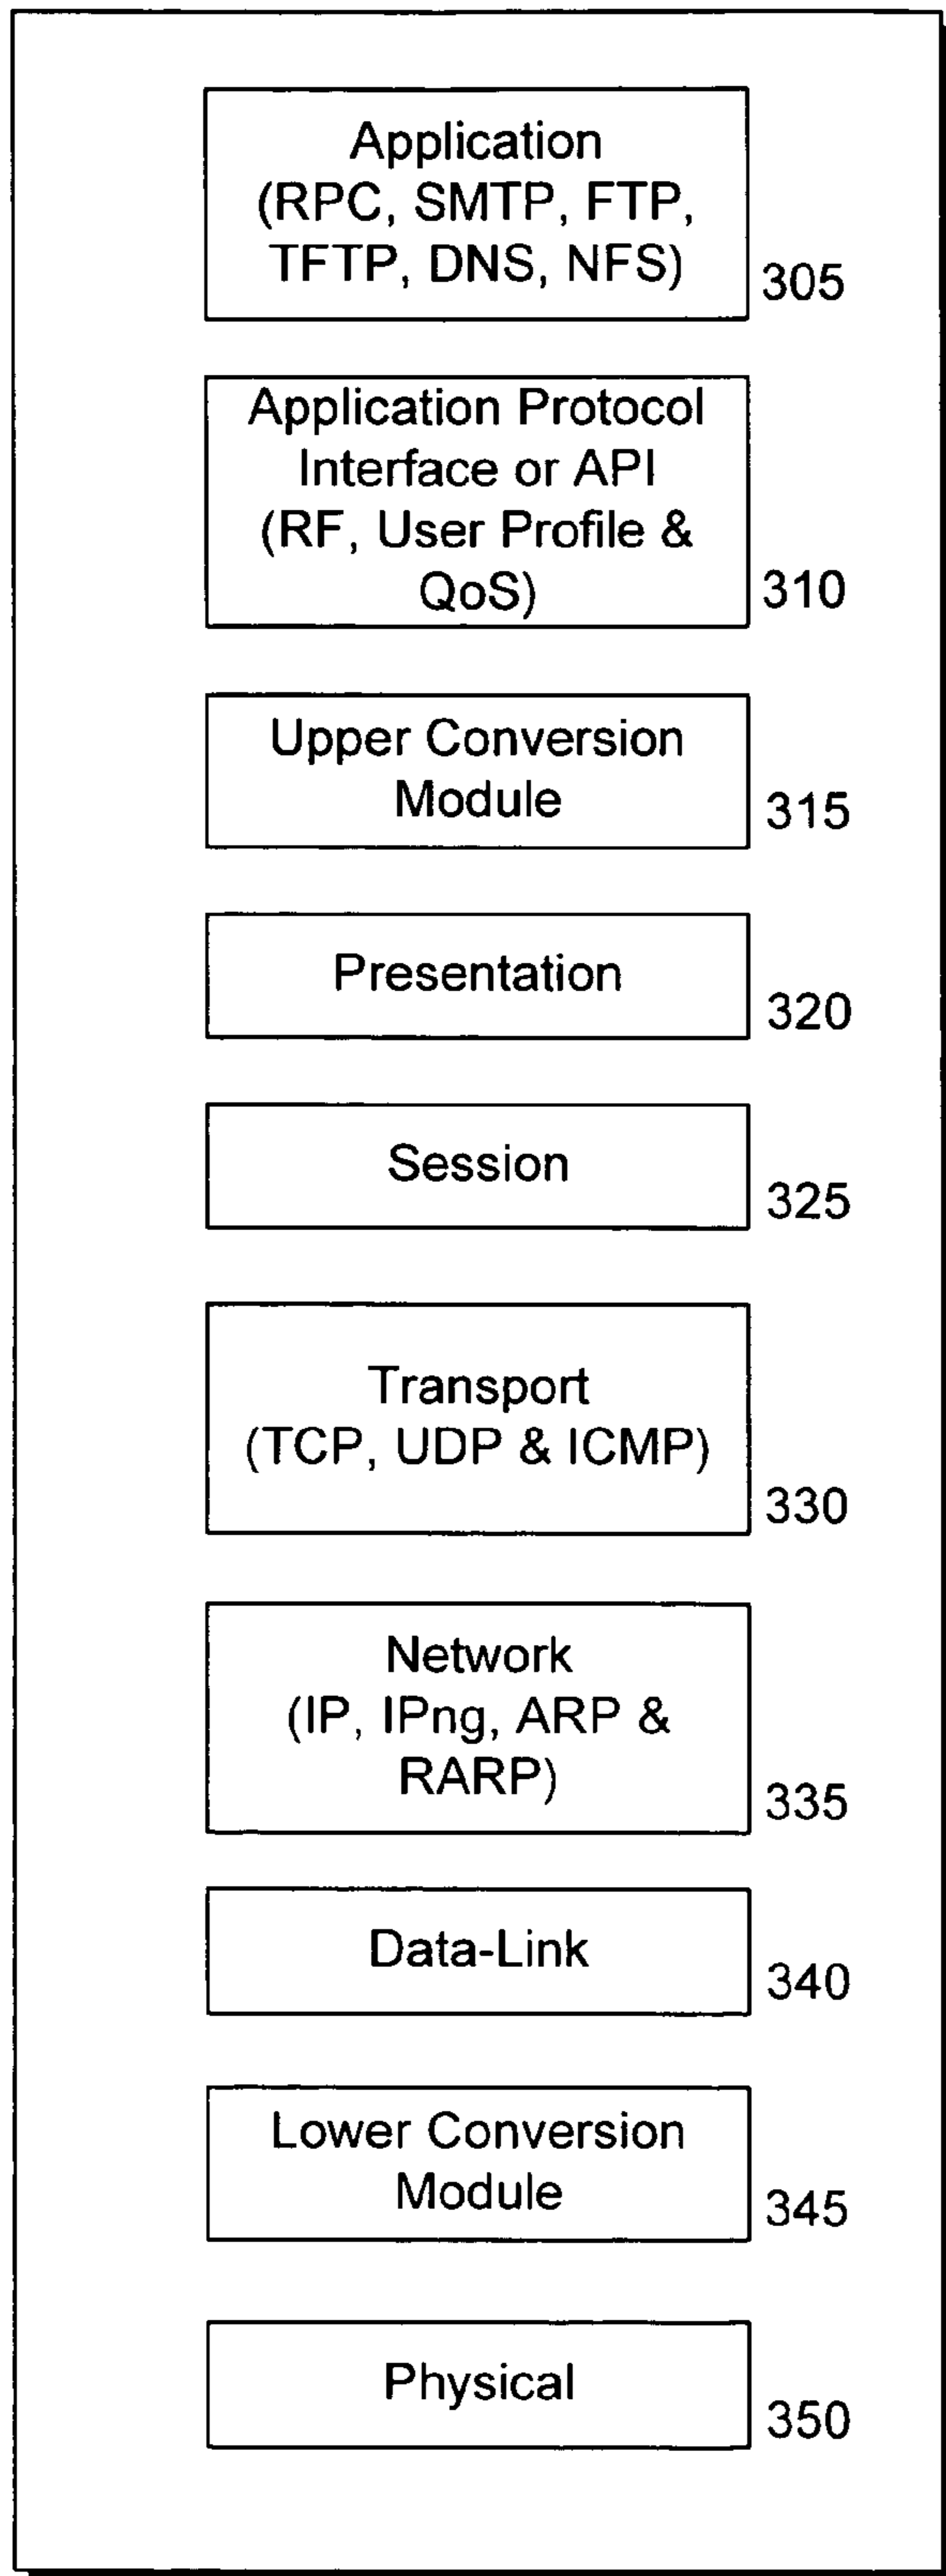 Application
(RPC, SMTP, FTP,
TFTP, DNS, NFS)
305
Application Protocol
Interface or API
(RF, User Profile &
QoS)
310
Upper Conversion
Module
315
Presentation
320
Session
325
Transport
(TCP, UDP & ICMP)
330
Network
(IP, IPng, ARP &
RARP)
335
Data-Link
340
Lower Conversion
Module
345
Physical
350